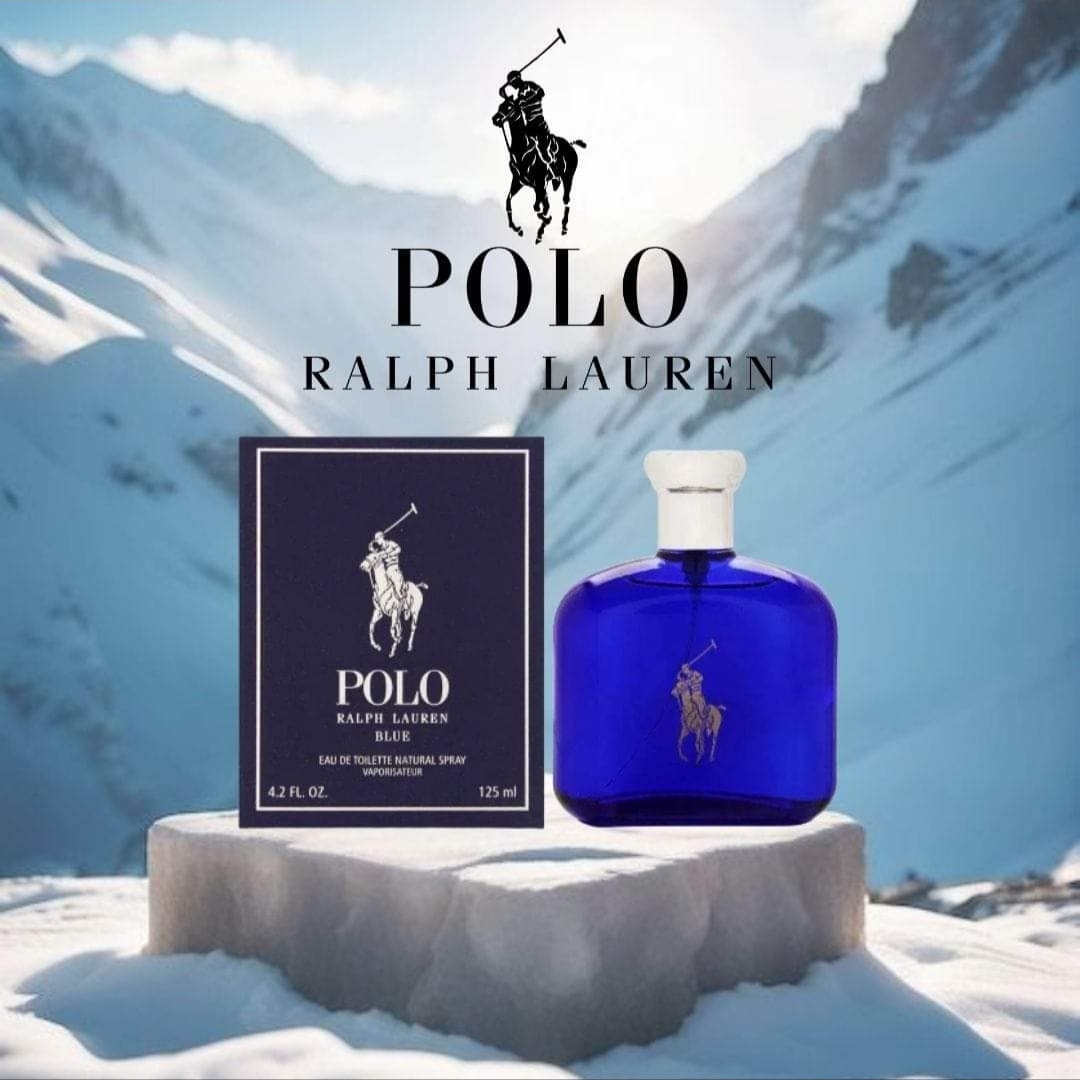 POLO
RALPH LAUREN
POLO
RALPH LAUREN
BLUE
EAU DE TOILETTE NATURAL SPRAY
VAPORISATEUR
4.2 FL. OZ. 125 ml